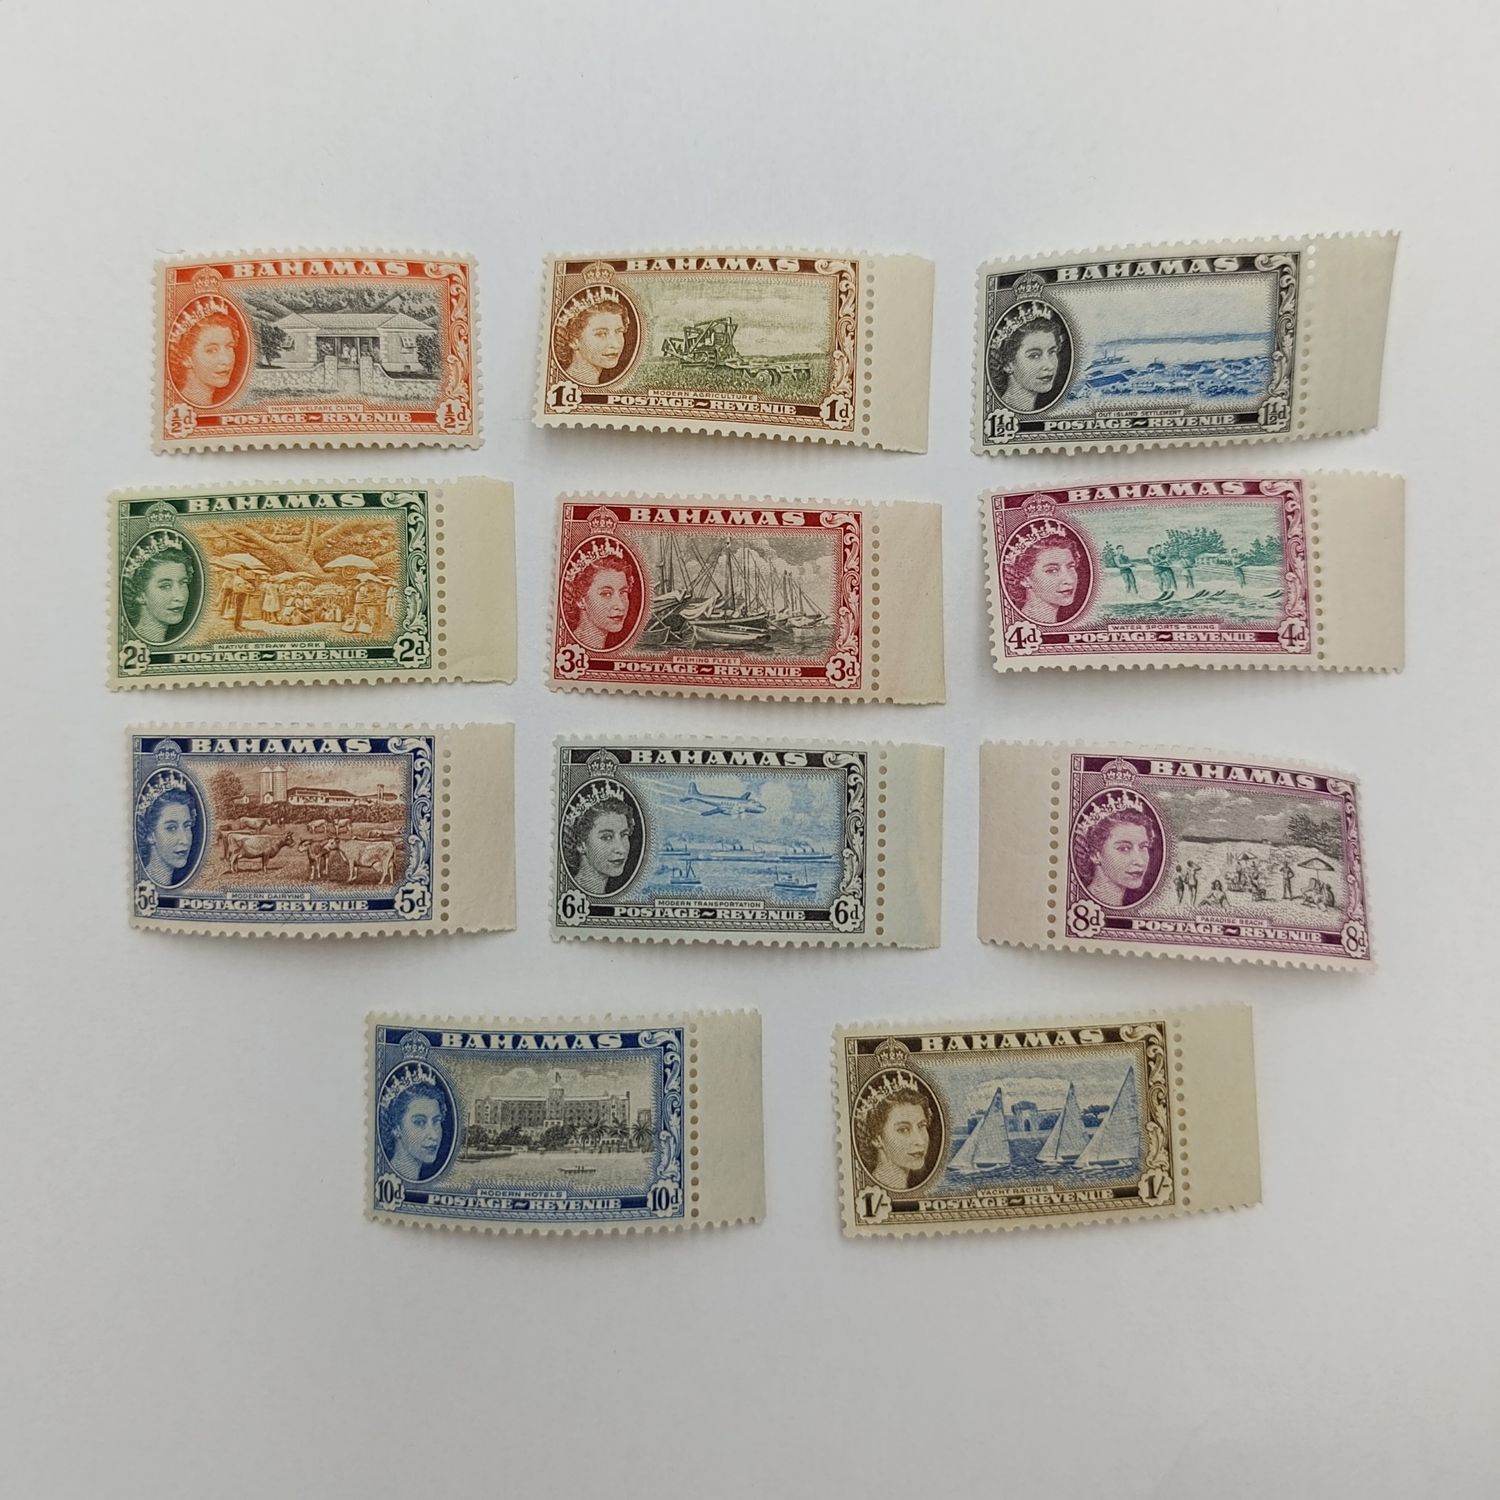 BAHAMAS
INFANT WELFARE CLINIC
½d POSTAGE~REVENUE ½d
BAHAMAS
MODERN AGRICULTURE
1d POSTAGE~REVENUE 1d
BAHAMAS
OUT ISLAND SETTLEMENT
1½d POSTAGE~REVENUE 1½d
BAHAMAS
NATIVE STRAW WORK
2d POSTAGE~REVENUE 2d
BAHAMAS
FISHING FLEET
3d POSTAGE~REVENUE 3d
BAHAMAS
WATER SPORTS-SKIING
4d POSTAGE~REVENUE 4d
BAHAMAS
MODERN DAIRYING
5d POSTAGE~REVENUE 5d
BAHAMAS
MODERN TRANSPORTATION
6d POSTAGE~REVENUE 6d
BAHAMAS
PARADISE BEACH
8d POSTAGE~REVENUE 8d
BAHAMAS
MODERN HOTELS
10d POSTAGE~REVENUE 10d
BAHAMAS
YACHT RACING
1/- POSTAGE~REVENUE 1/-